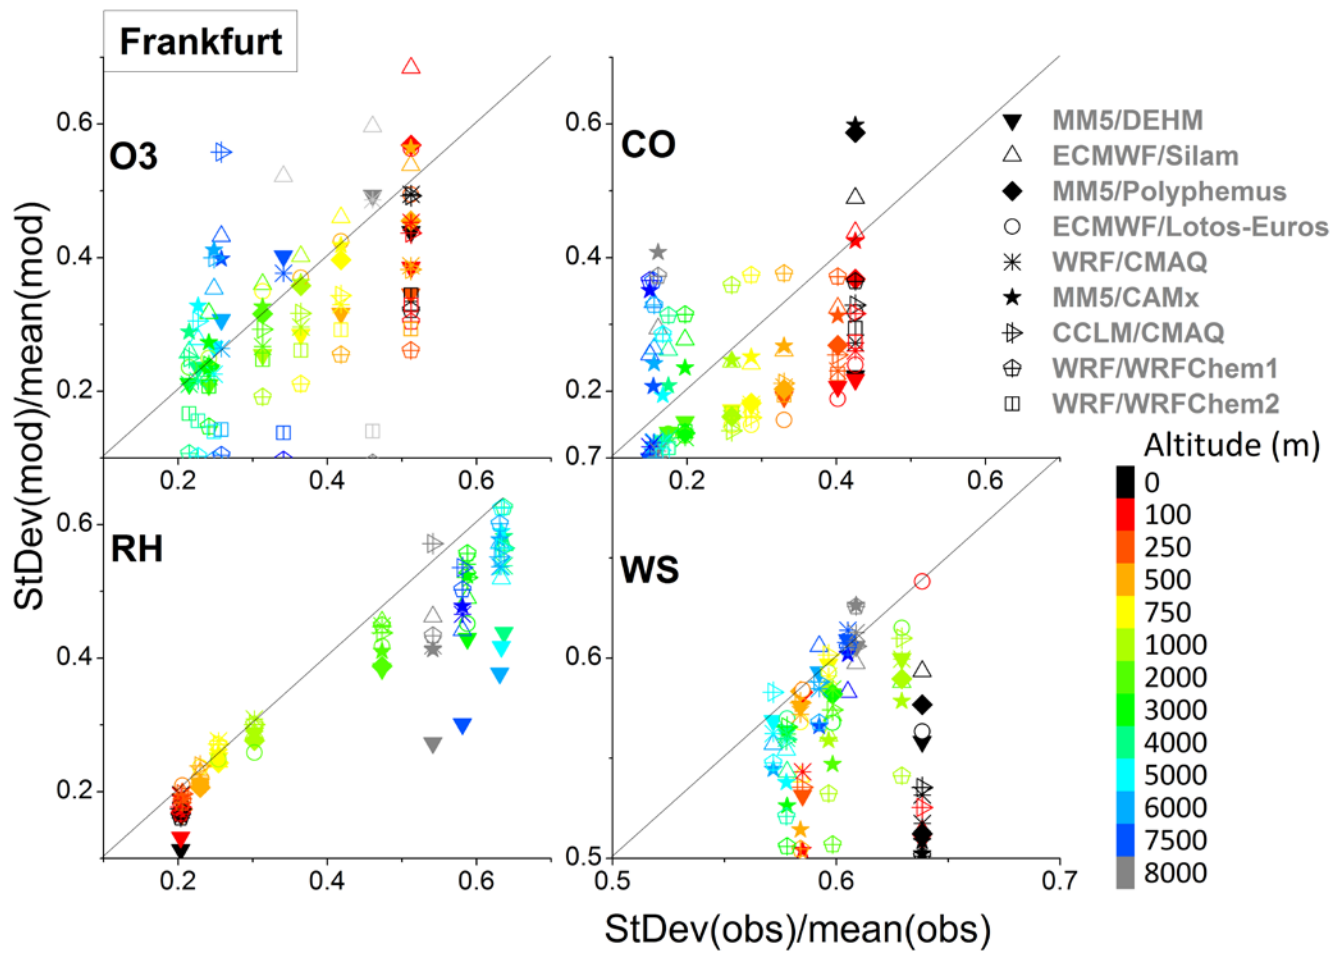 Frankfurt
StDev(mod)/mean(mod)
O3
0.6
0.4
0.2
0.2
0.4
0.6
CO
0.6
0.4
0.2
0.7
0.2
0.4
0.6
MM5/DEHM
ECMWF/Silam
MM5/Polyphemus
ECMWF/Lotos-Euros
WRF/CMAQ
MM5/CAMx
CCLM/CMAQ
WRF/WRFChem1
WRF/WRFChem2
RH
0.6
0.4
0.2
0.2
0.4
0.6
WS
0.6
0.5
0.5
0.6
0.7
Altitude (m)
0
100
250
500
750
1000
2000
3000
4000
5000
6000
7500
8000
StDev(obs)/mean(obs)